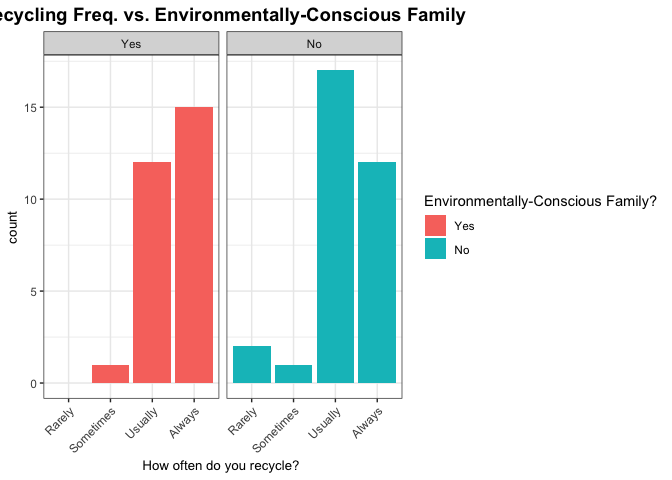 ecycling Freq. vs. Environmentally-Conscious Family
Yes
No
15
10
5
0
count
Rarely
Sometimes
Usually
Always
Rarely
Sometimes
Usually
Always
How often do you recycle?
Environmentally-Conscious Family?
Yes
No